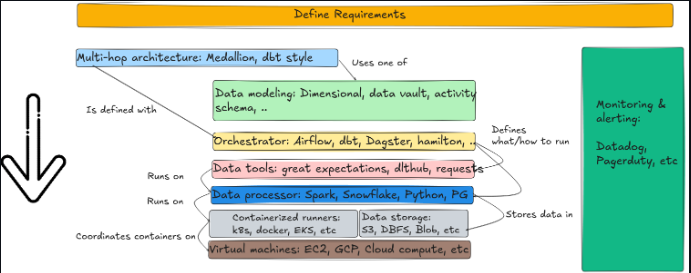 Define Requirements
Multi-hop architecture: Medallion, dbt style
Uses one of
Data modeling: Dimensional, data vault, activity
schema, ..
Is defined with
Orchestrator: Airflow, dbt, Dagster, hamilton, ..
Defines
what/how to run
Data tools: great expectations, dlthub, requests
Runs on
Data processor: Spark, Snowflake, Python, PG
Runs on
Containerized runners:
k8s, docker, EKS, etc
Data storage:
S3, DBFS, Blob, etc
Stores data in
Coordinates containers on
Virtual machines: EC2, GCP, Cloud compute, etc
Monitoring &
alerting:
Datadog,
Pagerduty, etc